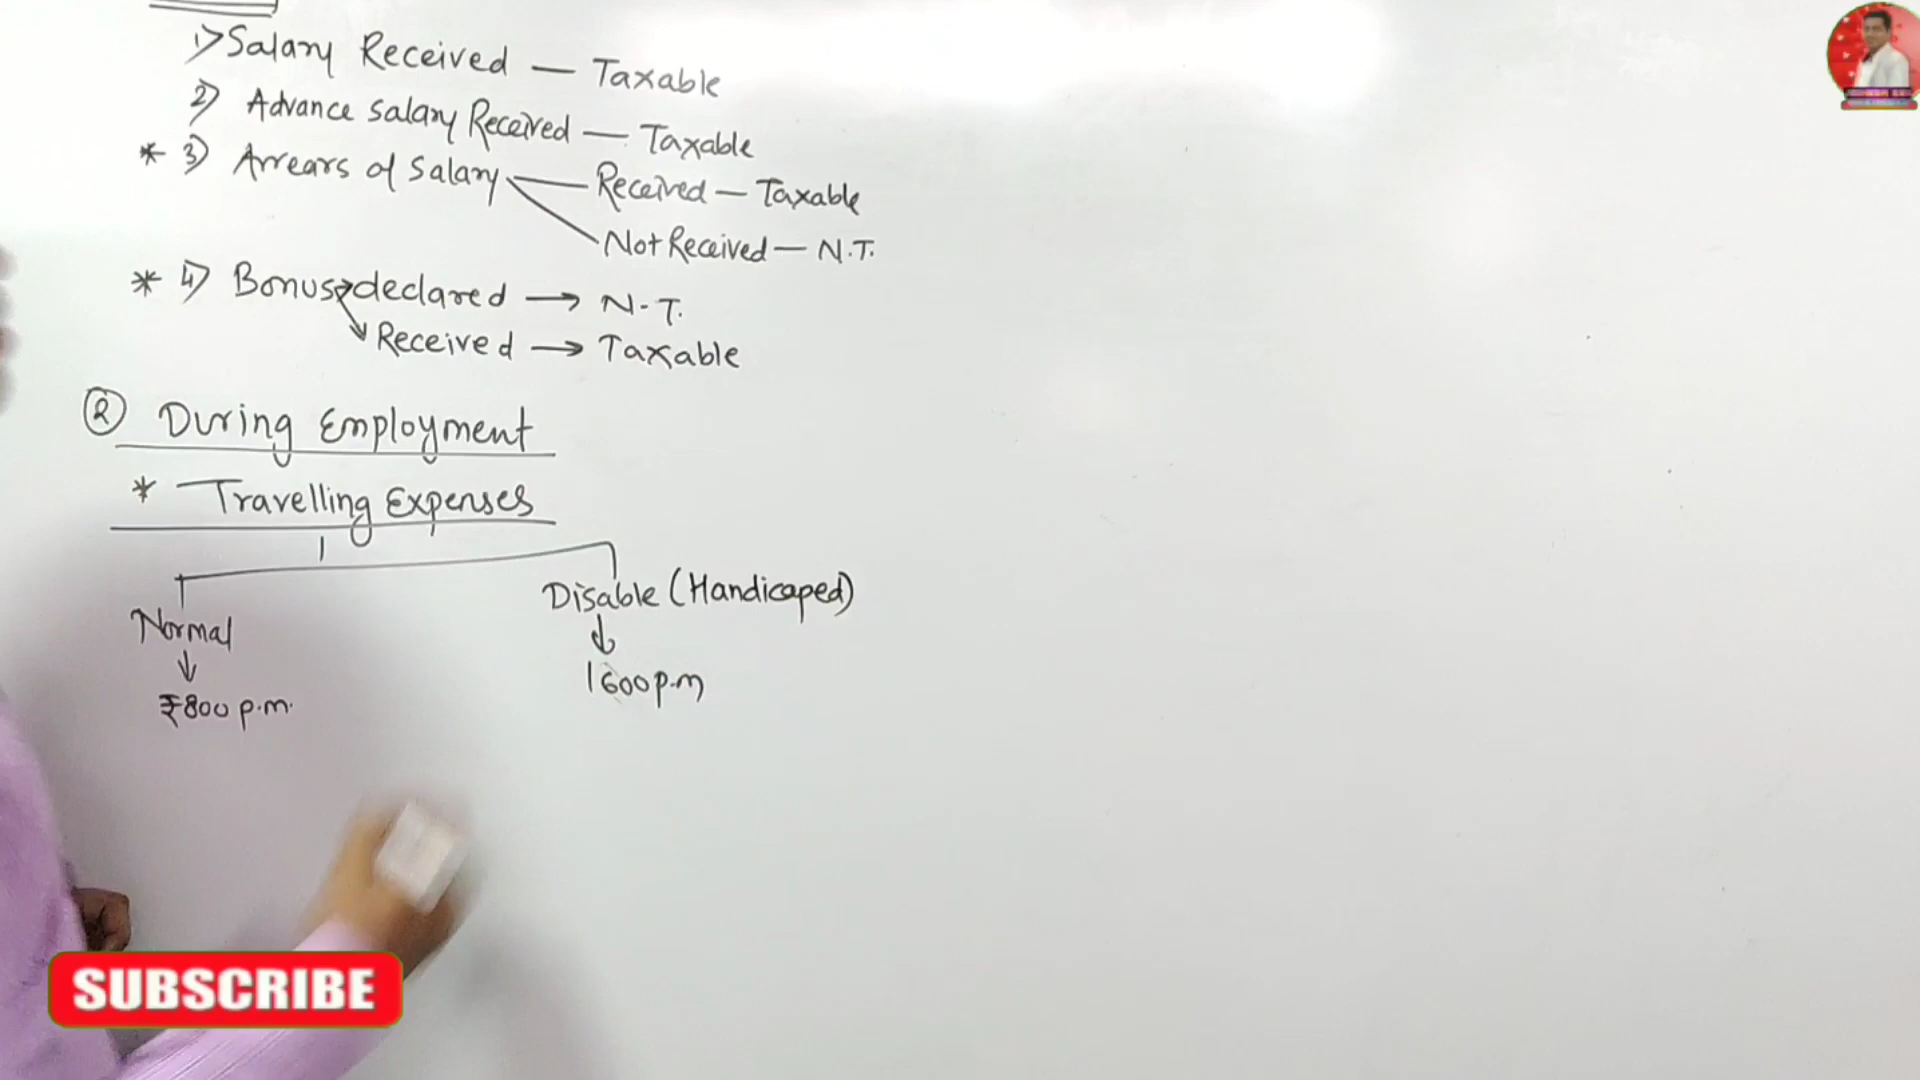 1) Salary Received — Taxable
2) Advance Salary Received — Taxable
* 3) Arrears of Salary — Received — Taxable
Not Received — N.T.
* 4) Bonus → declared → N.T.
Received → Taxable
② During Employment
* Travelling Expenses
Normal
Disable (Handicaped)
₹800 p.m.
1600 p.m
SUBSCRIBE